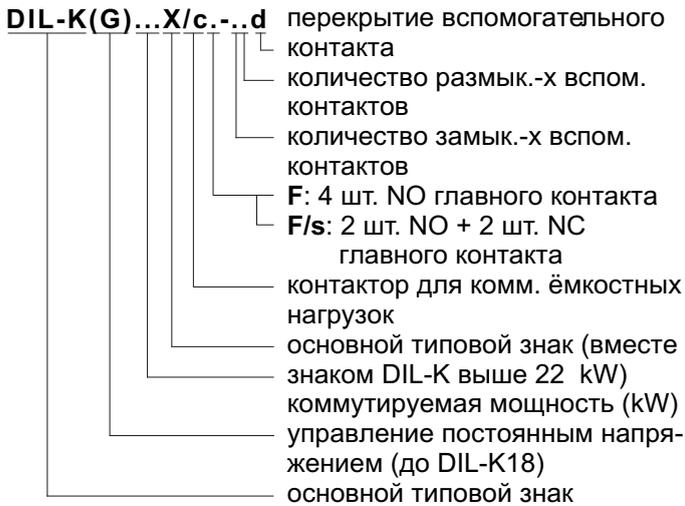 DIL-K(G)...X/c.-..d перекрытие вспомогательного
контакта
количество размык.-х вспом.
контактов
количество замык.-х вспом.
контактов
F: 4 шт. NO главного контакта
F/s: 2 шт. NO + 2 шт. NC
главного контакта
контактор для комм. ёмкостных
нагрузок
основной типовой знак (вместе
знаком DIL-K выше 22 kW)
коммутируемая мощность (kW)
управление постоянным напря-
жением (до DIL-K18)
основной типовой знак